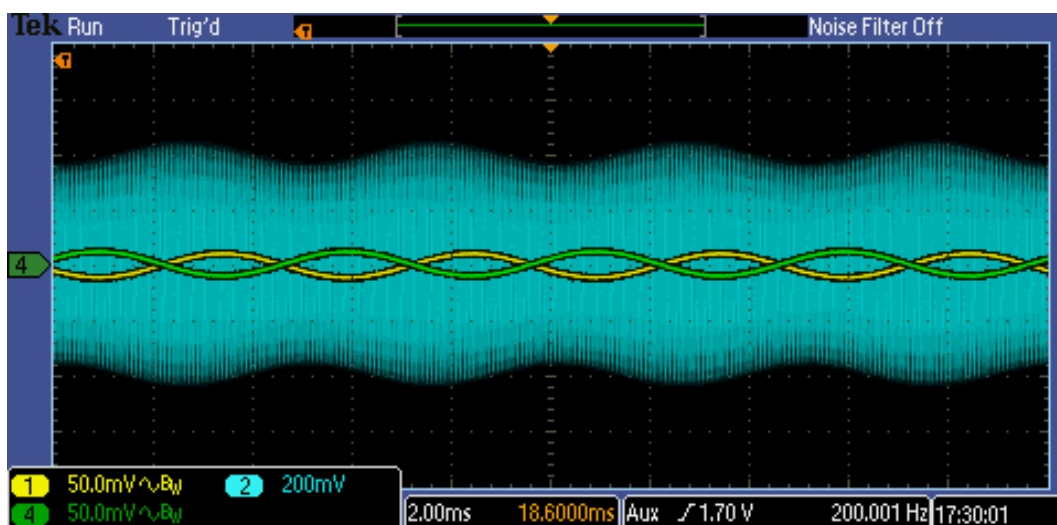 Tek Run Trig'd T Noise Filter Off
T
4
1 50.0mV∿BW 2 200mV
4 50.0mV∿BW
2.00ms 18.6000ms Aux ∫ 1.70 V 200.001 Hz 17:30:01